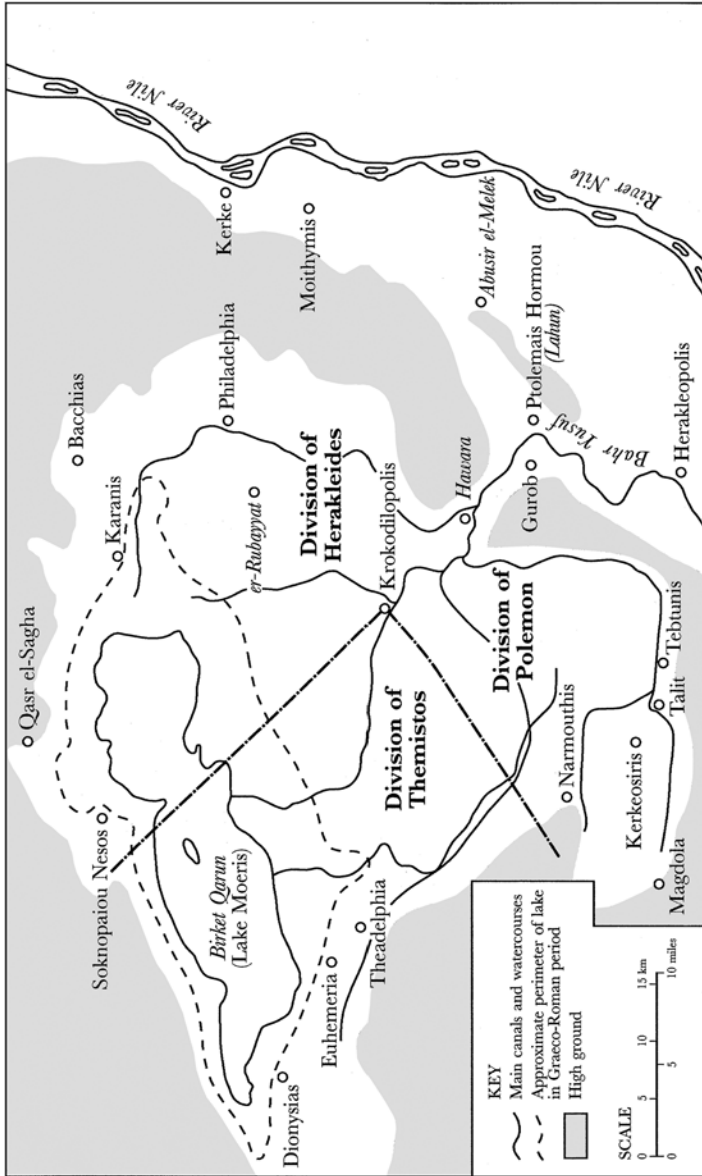 Qasr el-Sagha
Bacchias
Karanis
Soknopaiou Nesos
River Nile
Kerke
Philadelphia
Moithymis
er-Rubayyat
Division of
Herakleides
Birket Qarun
(Lake Moeris)
Dionysias
Euhemeria
Theadelphia
Krokodilopolis
Division of
Themistos
Hawara
Abusir el-Melek
Ptolemais Hormou
(Lahun)
Gurob
Bahr Yusuf
River Nile
Division of
Polemon
Narmouthis
Kerkeosiris
Magdola
Talit
Tebtunis
Herakleopolis
KEY
Main canals and watercourses
Approximate perimeter of lake
in Graeco-Roman period
High ground
SCALE
0 5 10 15 km
0 5 10 miles